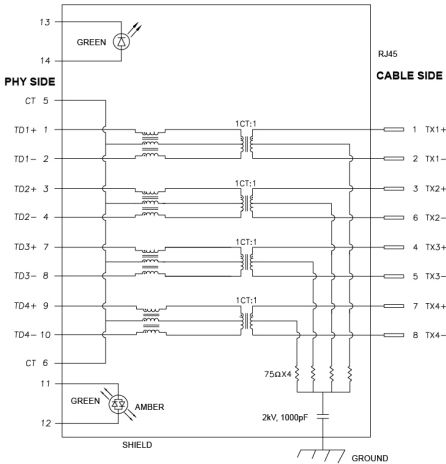 13
GREEN
14
RJ45
PHY SIDE
CABLE SIDE
CT 5
1CT:1
TD1+ 1
1 TX1+
TD1- 2
2 TX1-
1CT:1
TD2+ 3
3 TX2+
TD2- 4
6 TX2-
1CT:1
TD3+ 7
4 TX3+
TD3- 8
5 TX3-
1CT:1
TD4+ 9
7 TX4+
TD4- 10
8 TX4-
CT 6
75ΩX4
11
GREEN
AMBER
2kV, 1000pF
12
SHIELD
GROUND